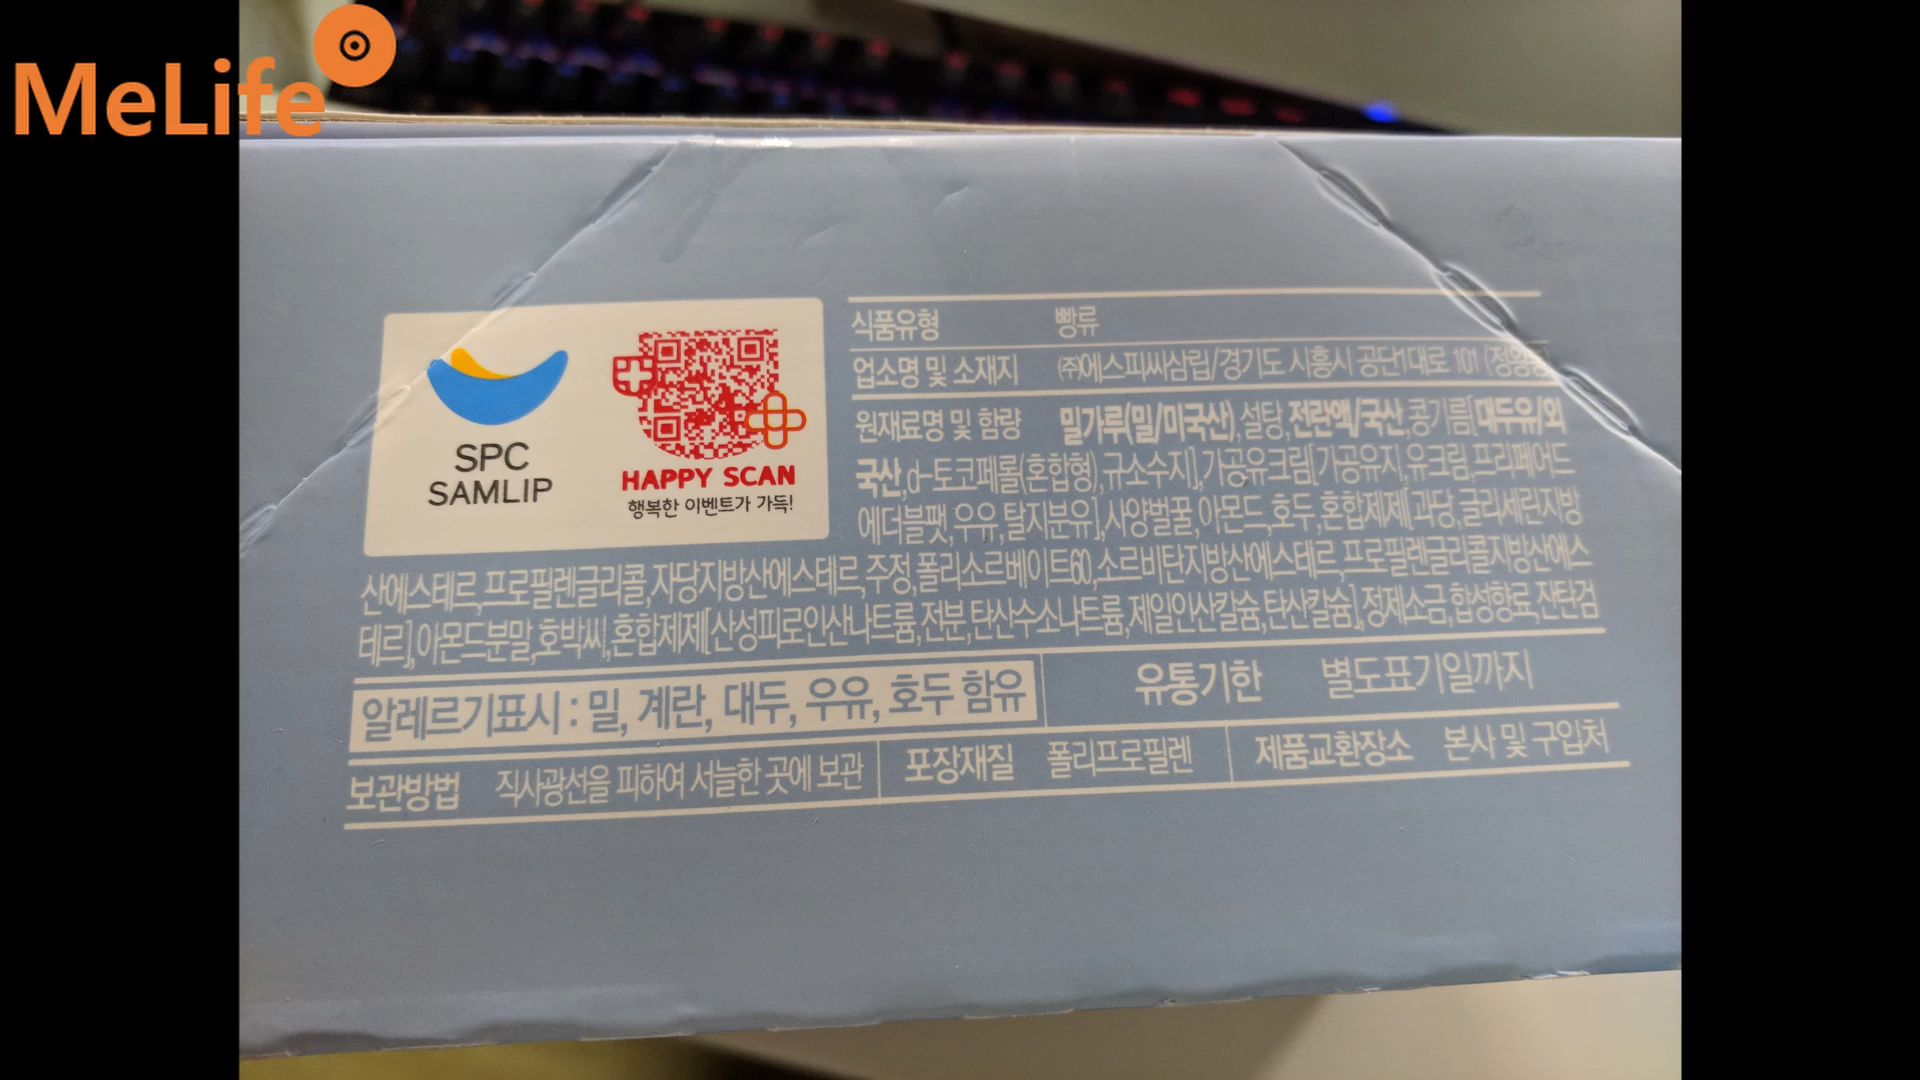 MeLife
SPC
SAMLIP
HAPPY SCAN
행복한 이벤트가 가득!
식품유형 빵류
업소명 및 소재지 ㈜에스피씨삼립/경기도 시흥시 공단1대로 101 (정왕동
원재료명 및 함량 밀가루(밀/미국산),설탕,전란액/국산,콩기름[대두유/외
국산,d-토코페롤(혼합형),규소수지],가공유크림[가공유지,유크림,프리페어드
에더블팻,우유,탈지분유],사양벌꿀,아몬드,호두,혼합제제[과당,글리세린지방
산에스테르,프로필렌글리콜,자당지방산에스테르,주정,폴리소르베이트60,소르비탄지방산에스테르,프로필렌글리콜지방산에스
테르],아몬드분말,호박씨,혼합제제[산성피로인산나트륨,전분,탄산수소나트륨,제일인산칼슘,탄산칼슘],정제소금,합성향료,잔탄검
알레르기표시 : 밀, 계란, 대두, 우유, 호두 함유 유통기한 별도표기일까지
보관방법 직사광선을 피하여 서늘한 곳에 보관 포장재질 폴리프로필렌 제품교환장소 본사 및 구입처